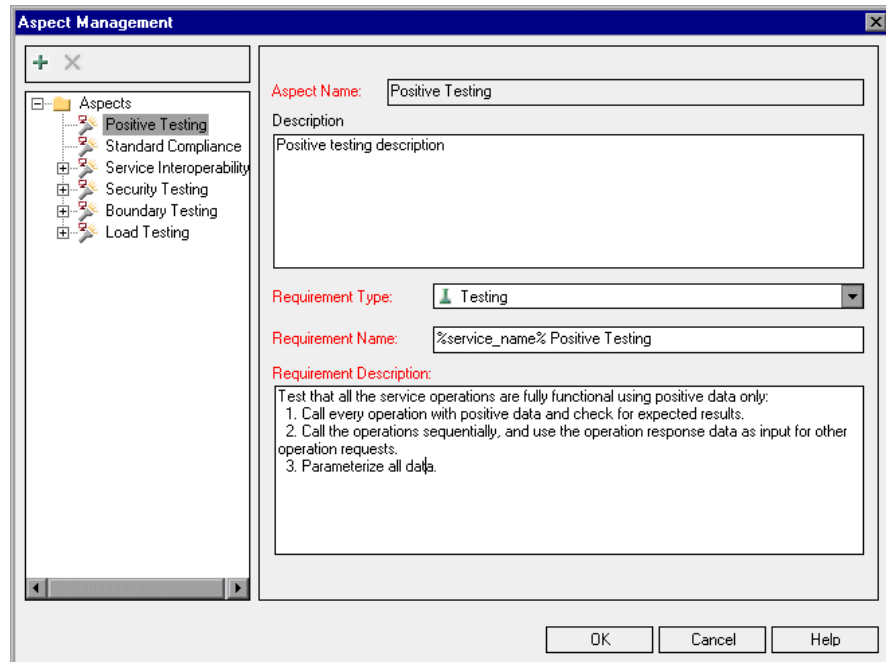 Aspect Management
Aspects
Positive Testing
Standard Compliance
Service Interoperability
Security Testing
Boundary Testing
Load Testing
Aspect Name: Positive Testing
Description
Positive testing description
Requirement Type: Testing
Requirement Name: %service_name% Positive Testing
Requirement Description:
Test that all the service operations are fully functional using positive data only:
1. Call every operation with positive data and check for expected results.
2. Call the operations sequentially, and use the operation response data as input for other
operation requests.
3. Parameterize all data.
OK Cancel Help